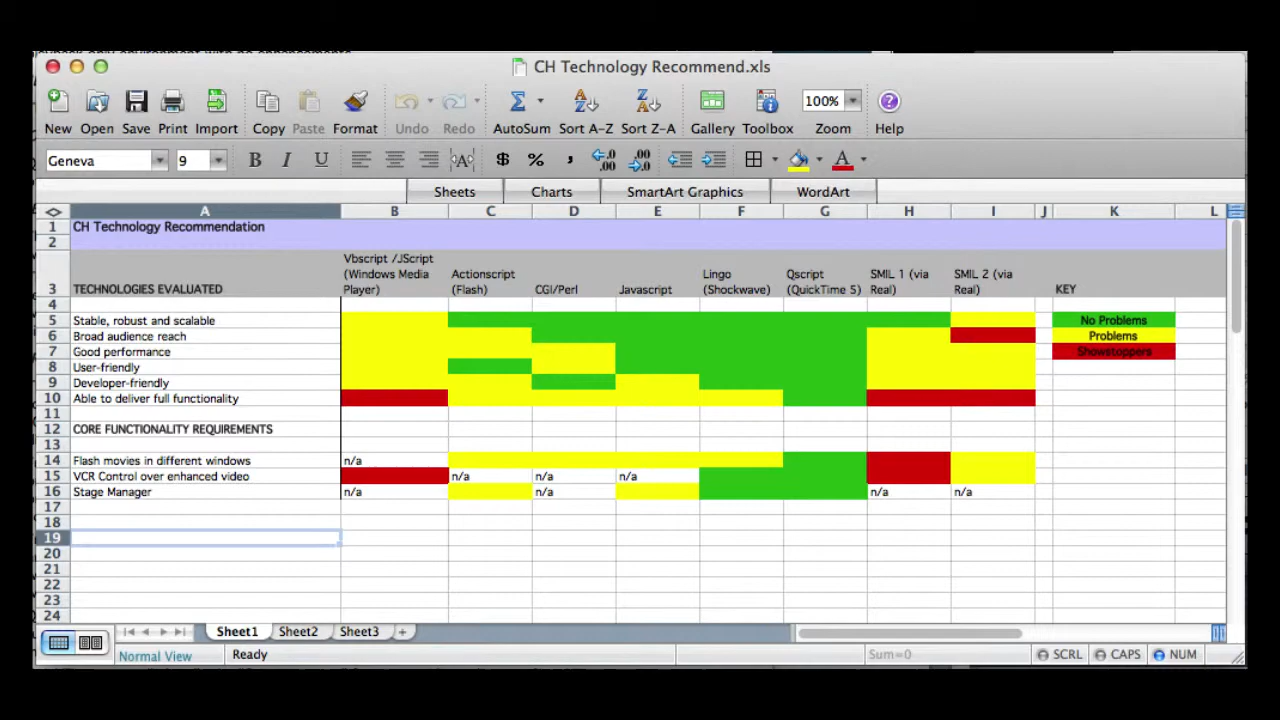 CH Technology Recommend.xls
New Open Save Print Import Copy Paste Format Undo Redo AutoSum Sort A-Z Sort Z-A Gallery Toolbox 100% Zoom Help
Geneva 9 B I U $ % ,
Sheets Charts SmartArt Graphics WordArt
A B C D E F G H I J K L
1 CH Technology Recommendation
2
3 TECHNOLOGIES EVALUATED
Vbscript /JScript
(Windows Media
Player)
Actionscript
(Flash)
CGI/Perl
Javascript
Lingo
(Shockwave)
Qscript
(QuickTime 5)
SMIL 1 (via
Real)
SMIL 2 (via
Real)
KEY
4
5 Stable, robust and scalable No Problems
6 Broad audience reach Problems
7 Good performance Showstoppers
8 User-friendly
9 Developer-friendly
10 Able to deliver full functionality
11
12 CORE FUNCTIONALITY REQUIREMENTS
13
14 Flash movies in different windows n/a
15 VCR Control over enhanced video n/a n/a n/a
16 Stage Manager n/a n/a n/a n/a
17
18
19
20
21
22
23
24
Sheet1 Sheet2 Sheet3 +
Normal View Ready Sum=0 SCRL CAPS NUM